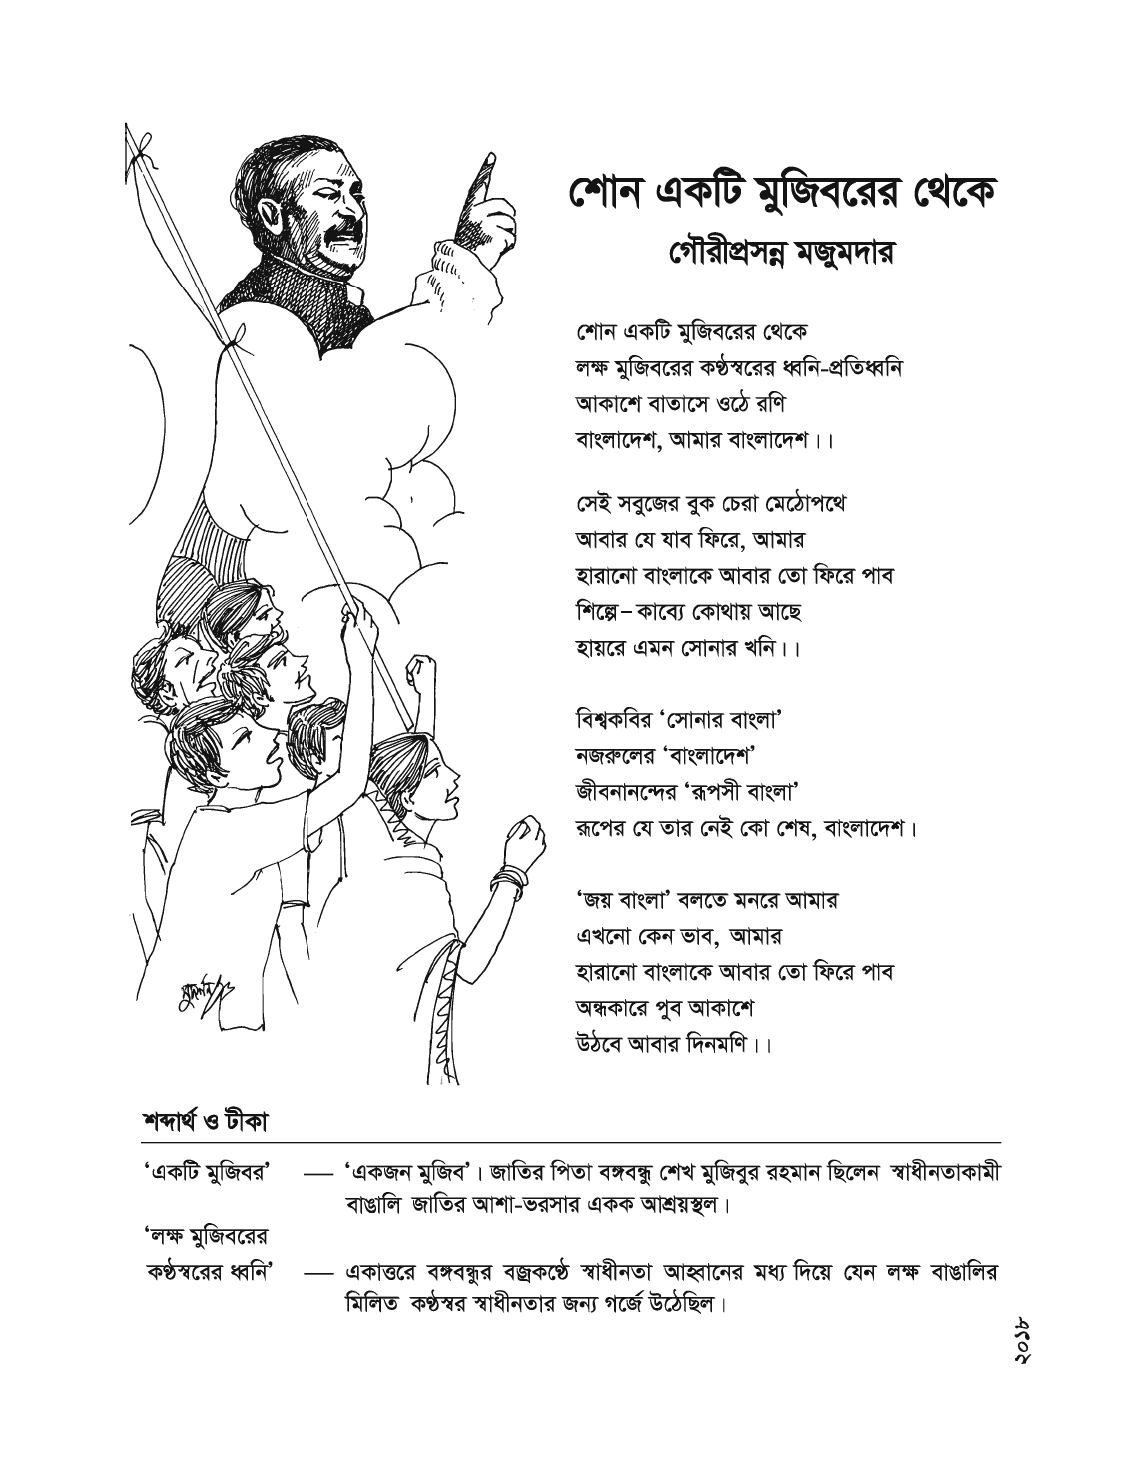 শোন একটি মুজিবরের থেকে
গৌরীপ্রসন্ন মজুমদার
শোন একটি মুজিবরের থেকে
লক্ষ মুজিবরের কণ্ঠস্বরের ধ্বনি-প্রতিধ্বনি
আকাশে বাতাসে ওঠে রণি
বাংলাদেশ, আমার বাংলাদেশ।।
সেই সবুজের বুক চেরা মেঠোপথে
আবার যে যাব ফিরে, আমার
হারানো বাংলাকে আবার তো ফিরে পাব
শিল্পে–কাব্যে কোথায় আছে
হায়রে এমন সোনার খনি।।
বিশ্বকবির ‘সোনার বাংলা’
নজরুলের ‘বাংলাদেশ’
জীবনানন্দের ‘রূপসী বাংলা’
রূপের যে তার নেই কো শেষ, বাংলাদেশ।
‘জয় বাংলা’ বলতে মনরে আমার
এখনো কেন ভাব, আমার
হারানো বাংলাকে আবার তো ফিরে পাব
অন্ধকারে পুব আকাশে
উঠবে আবার দিনমণি।।
শব্দার্থ ও টীকা
‘একটি মুজিবর’ — ‘একজন মুজিব’। জাতির পিতা বঙ্গবন্ধু শেখ মুজিবুর রহমান ছিলেন স্বাধীনতাকামী
বাঙালি জাতির আশা-ভরসার একক আশ্রয়স্থল।
‘লক্ষ মুজিবরের
কণ্ঠস্বরের ধ্বনি’ — একাত্তরে বঙ্গবন্ধুর বজ্রকণ্ঠে স্বাধীনতা আহ্বানের মধ্য দিয়ে যেন লক্ষ বাঙালির
মিলিত কণ্ঠস্বর স্বাধীনতার জন্য গর্জে উঠেছিল।
২০১৮